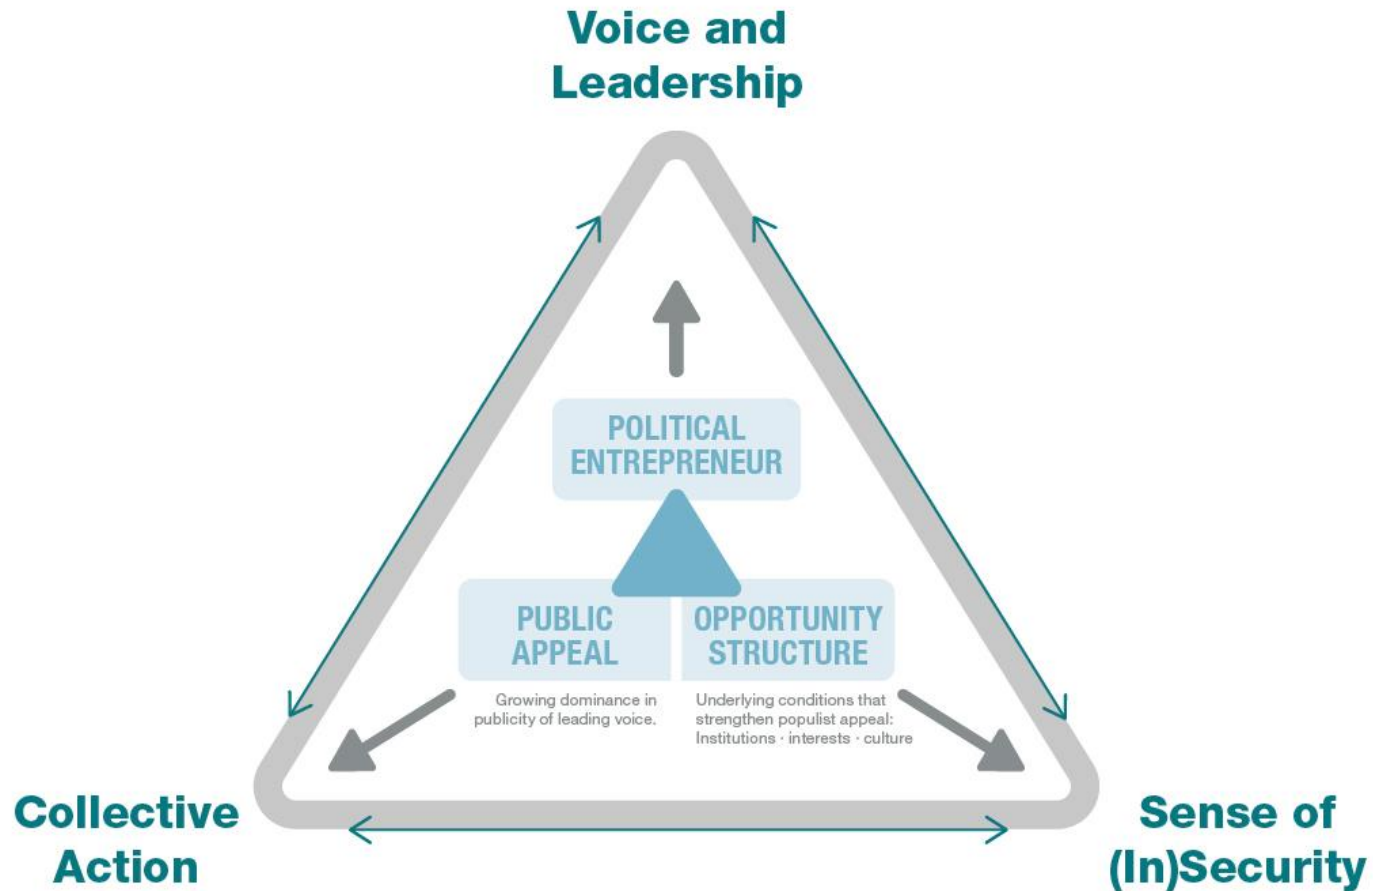 Voice and
Leadership
POLITICAL
ENTREPRENEUR
PUBLIC
APPEAL
Growing dominance in
publicity of leading voice.
OPPORTUNITY
STRUCTURE
Underlying conditions that
strengthen populist appeal:
Institutions · interests · culture
Collective
Action
Sense of
(In)Security